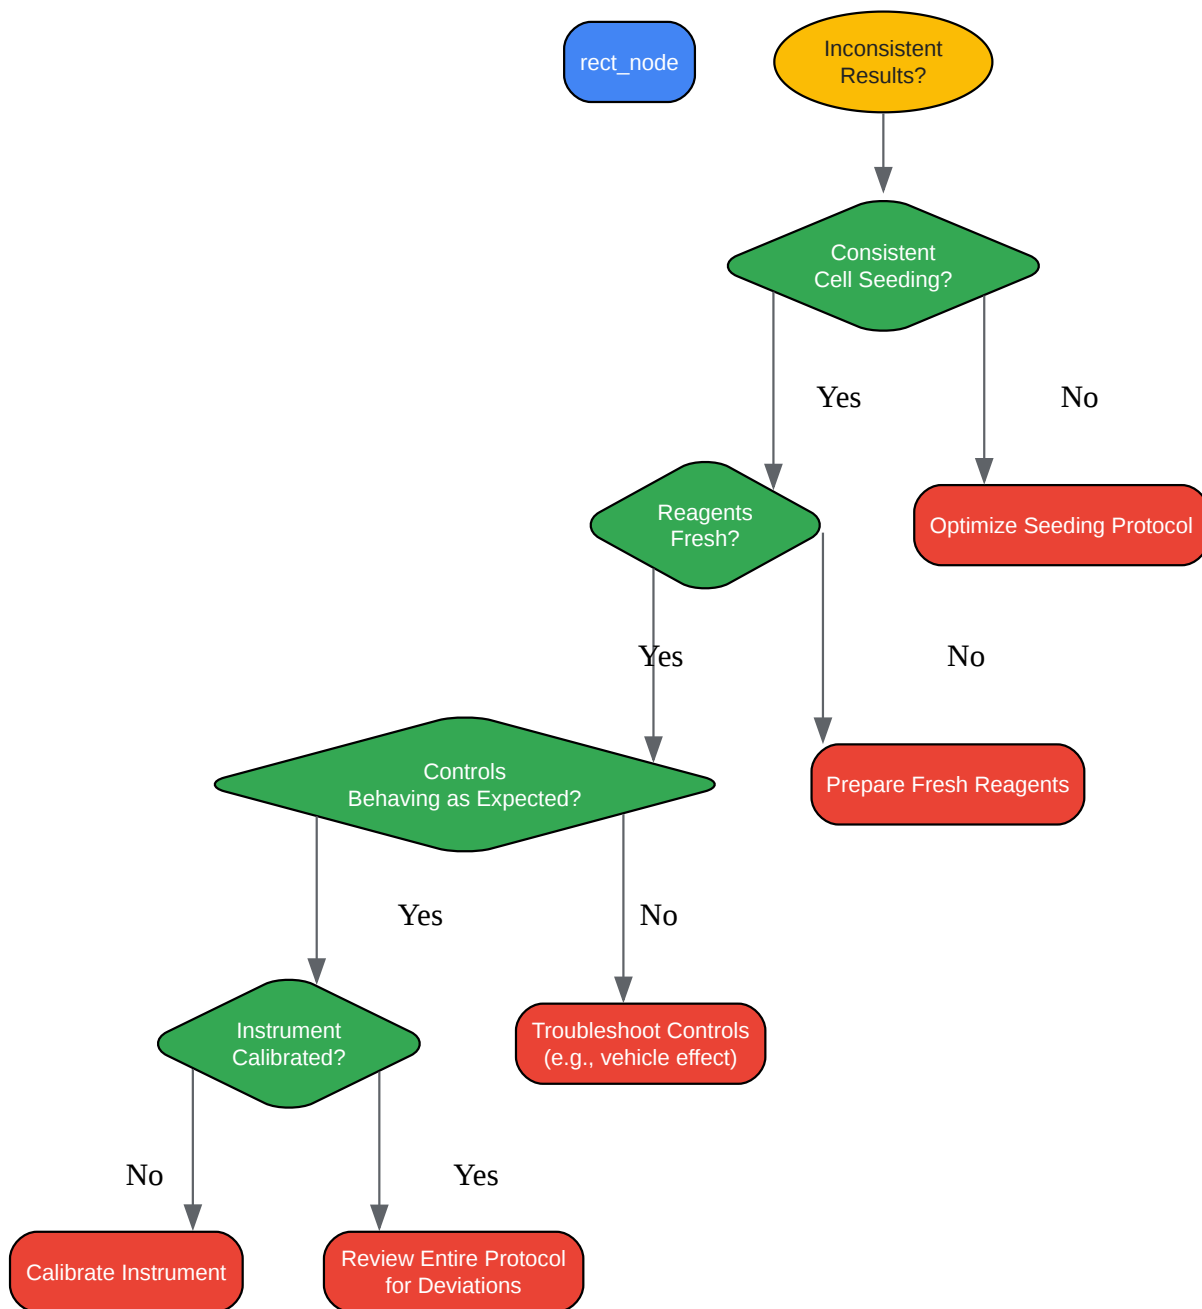 rect_node
Inconsistent
Results?
Consistent
Cell Seeding?
Yes
No
Reagents
Fresh?
Optimize Seeding Protocol
Yes
No
Controls
Behaving as Expected?
Prepare Fresh Reagents
Yes
No
Instrument
Calibrated?
Troubleshoot Controls
(e.g., vehicle effect)
No
Yes
Calibrate Instrument
Review Entire Protocol
for Deviations